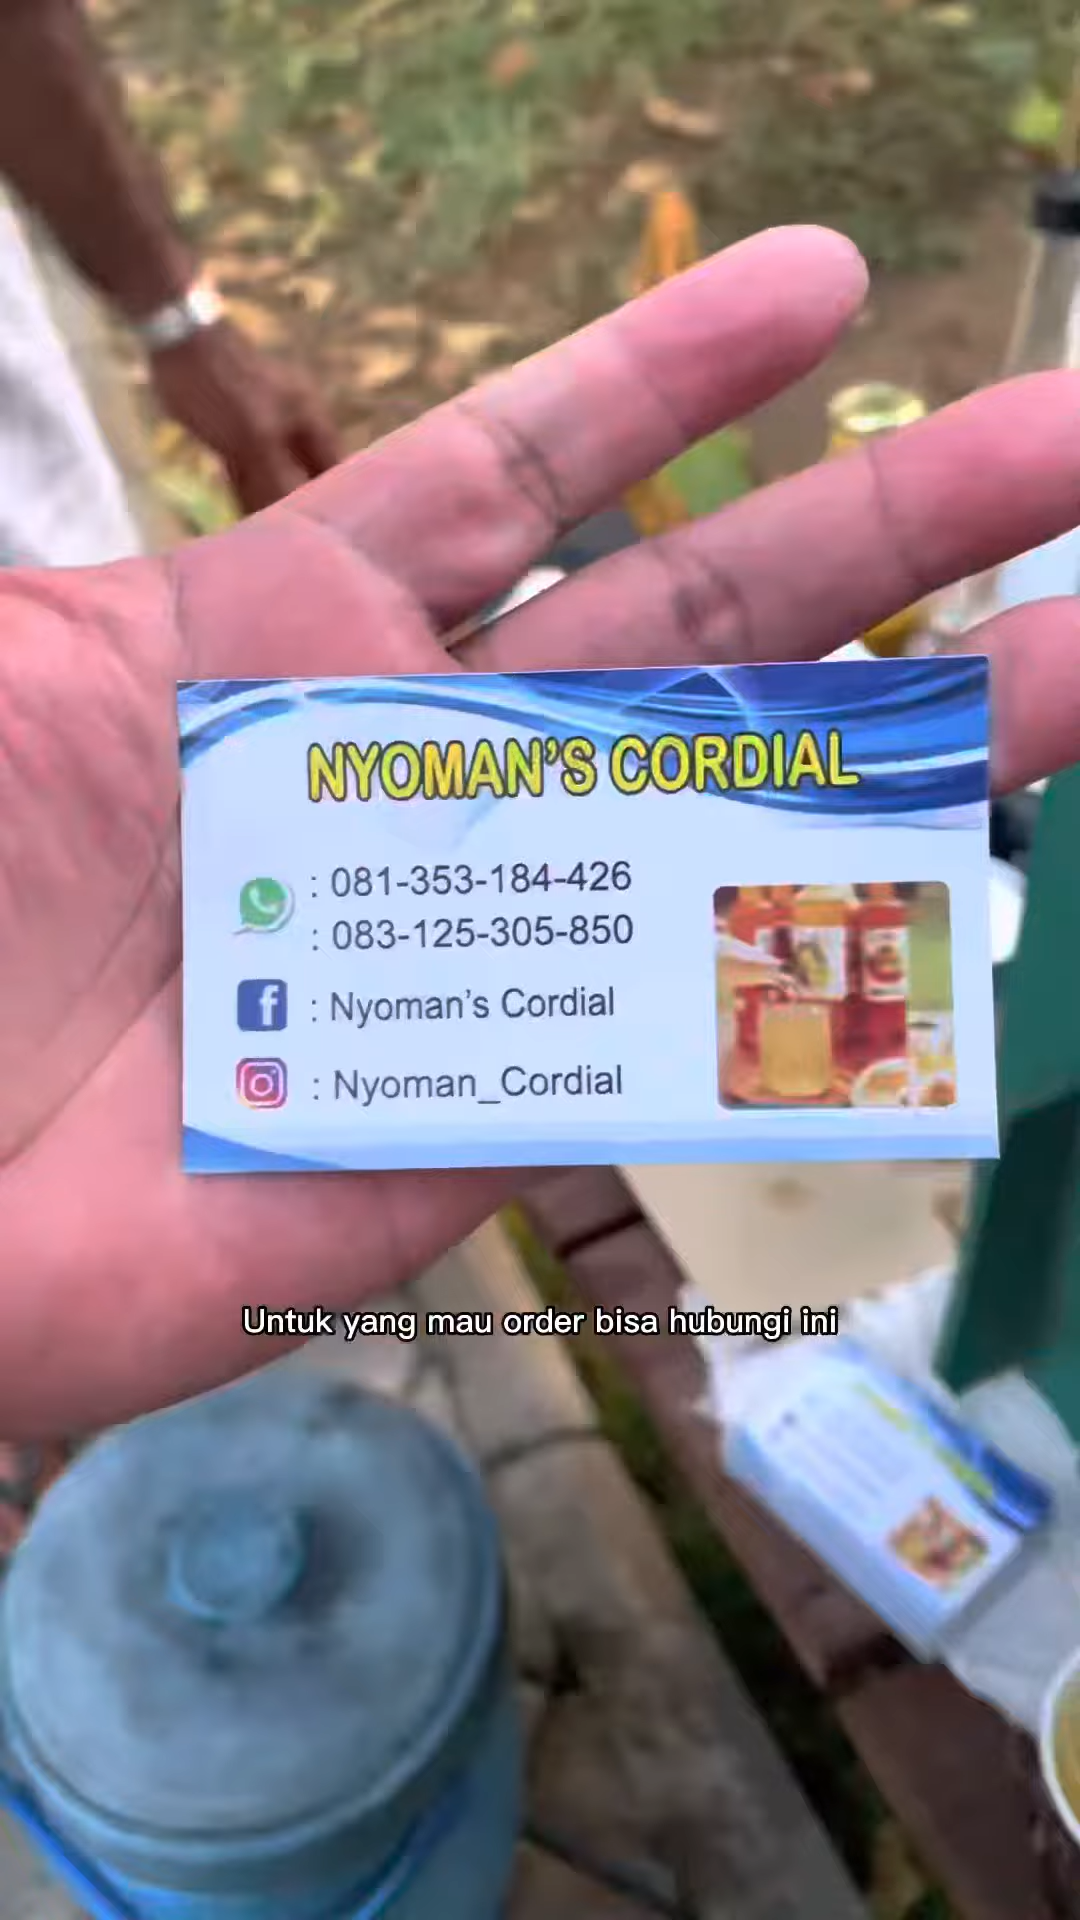 NYOMAN'S CORDIAL
: 081-353-184-426
: 083-125-305-850
: Nyoman's Cordial
: Nyoman_Cordial
Untuk yang mau order bisa hubungi ini